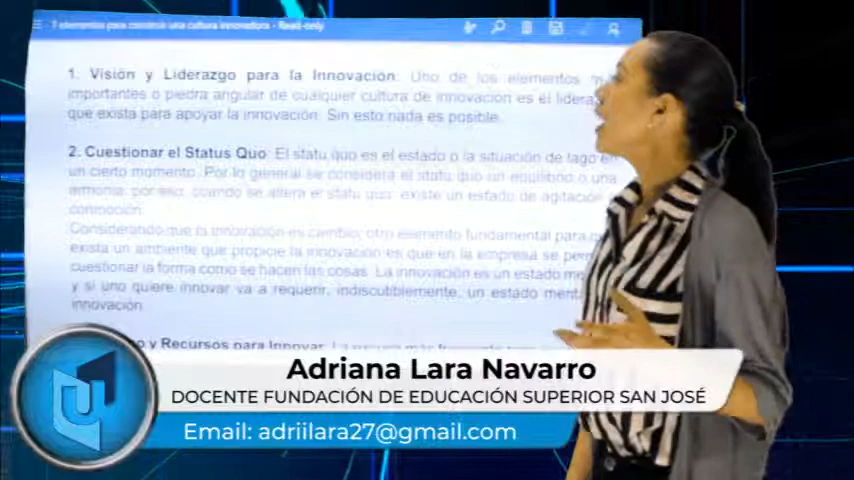 7 elementos para construir una cultura innovadora - Read-only
1. Visión y Liderazgo para la Innovación: Uno de los elementos
importantes o piedra angular de cualquier cultura de innovación es el
que exista para apoyar la innovación. Sin esto nada es posible.
2. Cuestionar el Status Quo: El statu quo es el estado o la situación de lago en
un cierto momento. Por lo general se considera el statu quo un equilibrio o una
armonía; por eso, cuando se altera el statu quo, existe un estado de agitación
conmoción.
Considerando que la innovación es cambio, otro elemento fundamental para
exista un ambiente que propicie la innovación es que en la empresa se
cuestionar la forma como se hacen las cosas. La innovación es un estado
y si uno quiere innovar va a requerir, indiscutiblemente, un estado
innovación.
y Recursos para Innovar:
Adriana Lara Navarro
DOCENTE FUNDACIÓN DE EDUCACIÓN SUPERIOR SAN JOSÉ
Email: adriilara27@gmail.com